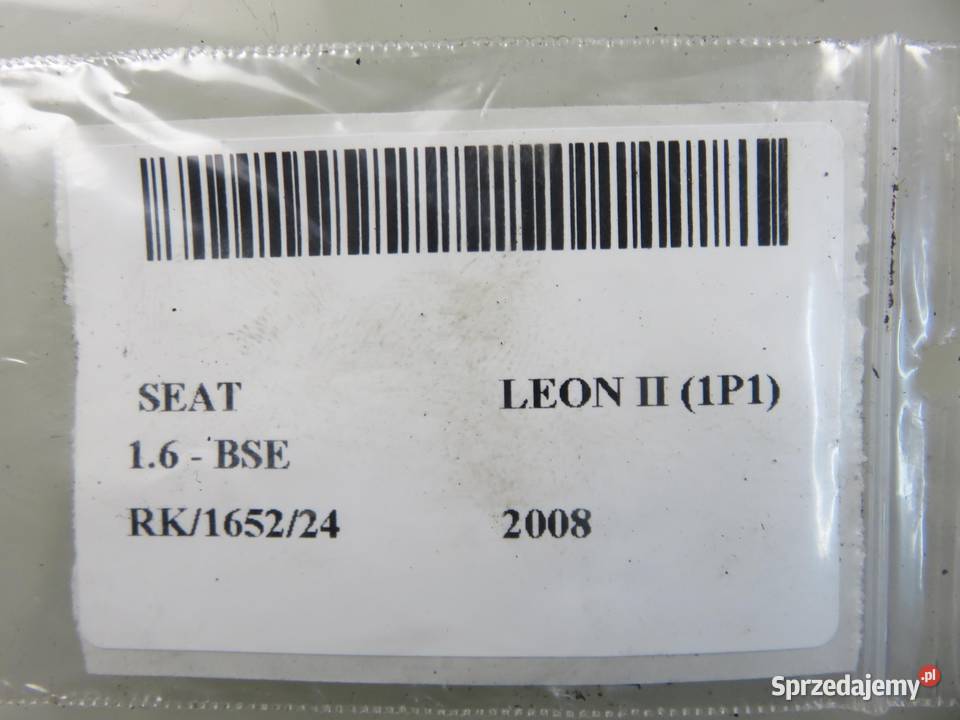 SEAT LEON II (1P1)
1.6 - BSE
RK/1652/24 2008
Sprzedajemy.pl